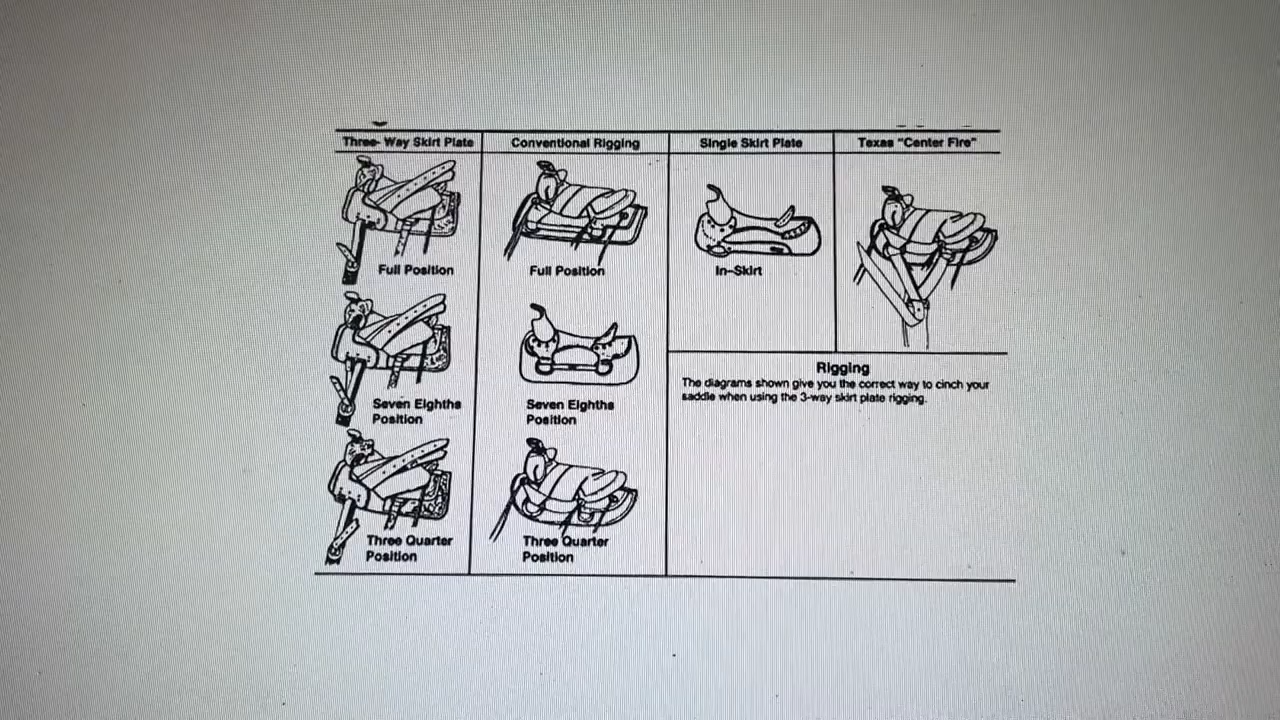 Three-Way Skirt Plate
Conventional Rigging
Single Skirt Plate
Texas "Center Fire"
Full Position
Full Position
In-Skirt
Seven Eighths
Position
Seven Eighths
Position
Three Quarter
Position
Three Quarter
Position
Rigging
The diagrams shown give you the correct way to cinch your
saddle when using the 3-way skirt plate rigging.